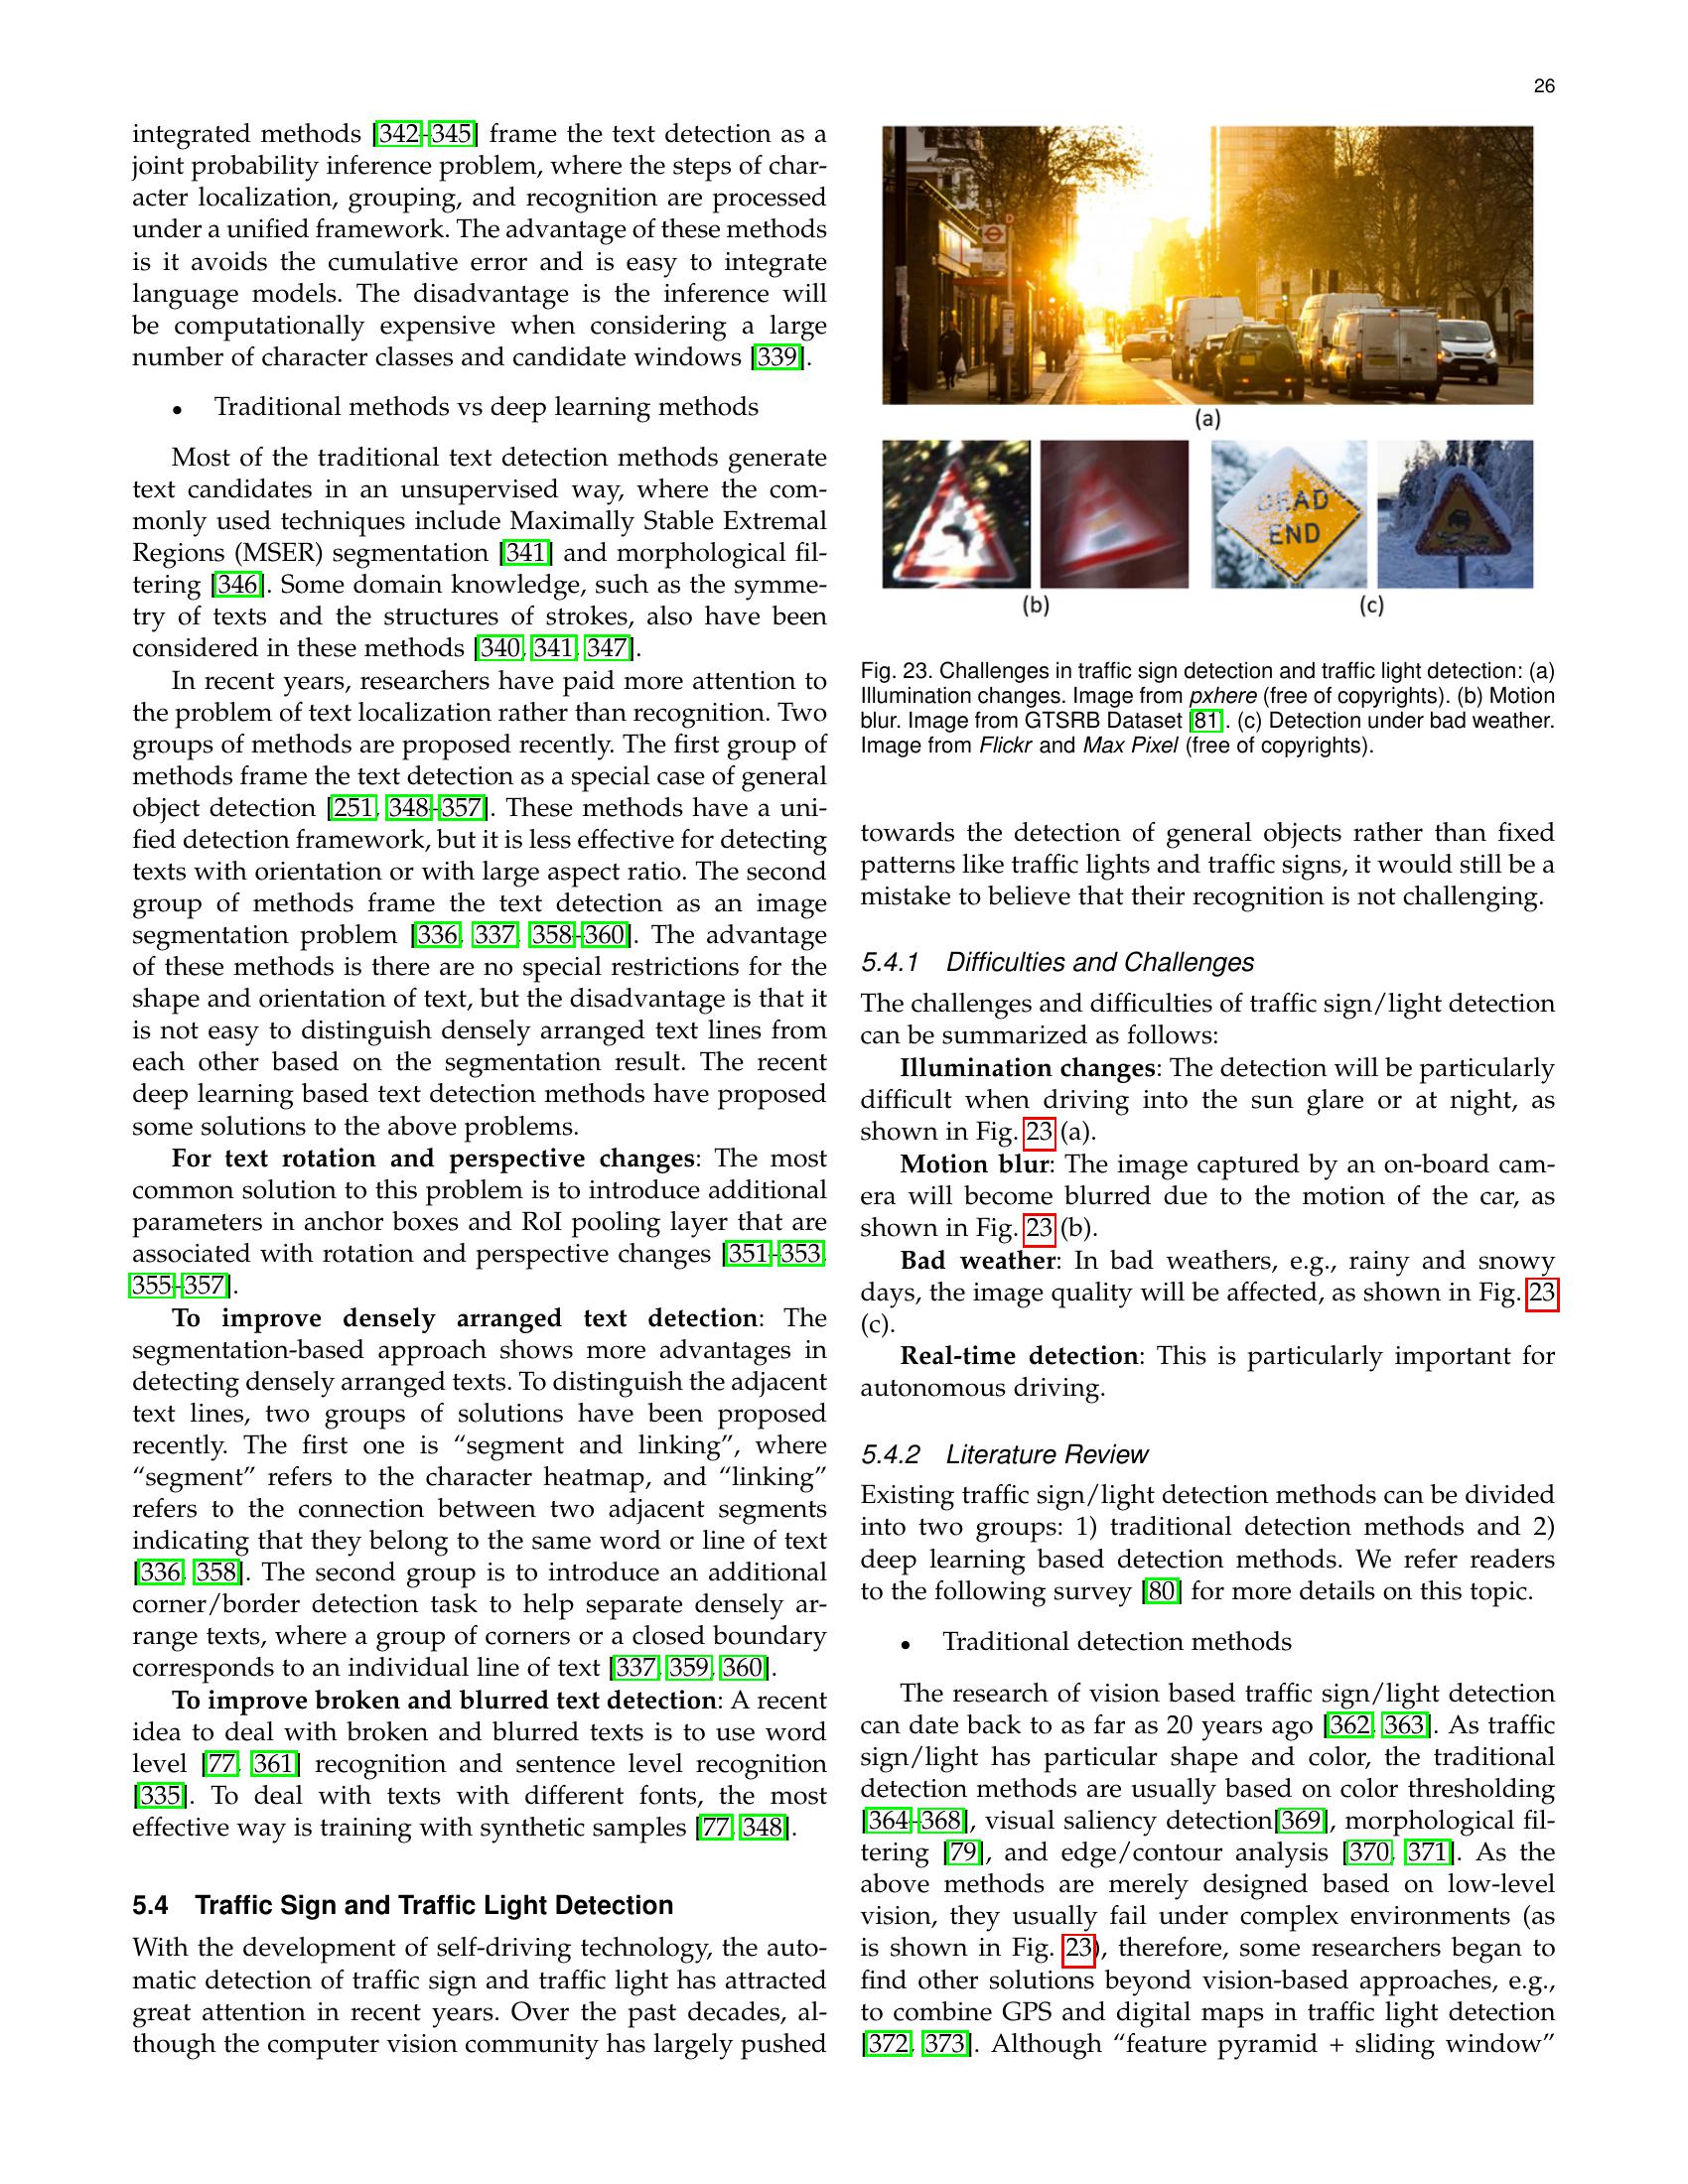 26
integrated methods [342–345] frame the text detection as a
joint probability inference problem, where the steps of char-
acter localization, grouping, and recognition are processed
under a unified framework. The advantage of these methods
is it avoids the cumulative error and is easy to integrate
language models. The disadvantage is the inference will
be computationally expensive when considering a large
number of character classes and candidate windows [339].
• Traditional methods vs deep learning methods
Most of the traditional text detection methods generate
text candidates in an unsupervised way, where the com-
monly used techniques include Maximally Stable Extremal
Regions (MSER) segmentation [341] and morphological fil-
tering [346]. Some domain knowledge, such as the symme-
try of texts and the structures of strokes, also have been
considered in these methods [340, 341, 347].
In recent years, researchers have paid more attention to
the problem of text localization rather than recognition. Two
groups of methods are proposed recently. The first group of
methods frame the text detection as a special case of general
object detection [251, 348–357]. These methods have a uni-
fied detection framework, but it is less effective for detecting
texts with orientation or with large aspect ratio. The second
group of methods frame the text detection as an image
segmentation problem [336, 337, 358–360]. The advantage
of these methods is there are no special restrictions for the
shape and orientation of text, but the disadvantage is that it
is not easy to distinguish densely arranged text lines from
each other based on the segmentation result. The recent
deep learning based text detection methods have proposed
some solutions to the above problems.
For text rotation and perspective changes: The most
common solution to this problem is to introduce additional
parameters in anchor boxes and RoI pooling layer that are
associated with rotation and perspective changes [351–353,
355–357].
To improve densely arranged text detection: The
segmentation-based approach shows more advantages in
detecting densely arranged texts. To distinguish the adjacent
text lines, two groups of solutions have been proposed
recently. The first one is “segment and linking”, where
“segment” refers to the character heatmap, and “linking”
refers to the connection between two adjacent segments
indicating that they belong to the same word or line of text
[336, 358]. The second group is to introduce an additional
corner/border detection task to help separate densely ar-
range texts, where a group of corners or a closed boundary
corresponds to an individual line of text [337, 359, 360].
To improve broken and blurred text detection: A recent
idea to deal with broken and blurred texts is to use word
level [77, 361] recognition and sentence level recognition
[335]. To deal with texts with different fonts, the most
effective way is training with synthetic samples [77, 348].
5.4 Traffic Sign and Traffic Light Detection
With the development of self-driving technology, the auto-
matic detection of traffic sign and traffic light has attracted
great attention in recent years. Over the past decades, al-
though the computer vision community has largely pushed
(a)
DEAD
END
(b) (c)
Fig. 23. Challenges in traffic sign detection and traffic light detection: (a)
Illumination changes. Image from pxhere (free of copyrights). (b) Motion
blur. Image from GTSRB Dataset [81]. (c) Detection under bad weather.
Image from Flickr and Max Pixel (free of copyrights).
towards the detection of general objects rather than fixed
patterns like traffic lights and traffic signs, it would still be a
mistake to believe that their recognition is not challenging.
5.4.1 Difficulties and Challenges
The challenges and difficulties of traffic sign/light detection
can be summarized as follows:
Illumination changes: The detection will be particularly
difficult when driving into the sun glare or at night, as
shown in Fig. 23 (a).
Motion blur: The image captured by an on-board cam-
era will become blurred due to the motion of the car, as
shown in Fig. 23 (b).
Bad weather: In bad weathers, e.g., rainy and snowy
days, the image quality will be affected, as shown in Fig. 23
(c).
Real-time detection: This is particularly important for
autonomous driving.
5.4.2 Literature Review
Existing traffic sign/light detection methods can be divided
into two groups: 1) traditional detection methods and 2)
deep learning based detection methods. We refer readers
to the following survey [80] for more details on this topic.
• Traditional detection methods
The research of vision based traffic sign/light detection
can date back to as far as 20 years ago [362, 363]. As traffic
sign/light has particular shape and color, the traditional
detection methods are usually based on color thresholding
[364–368], visual saliency detection[369], morphological fil-
tering [79], and edge/contour analysis [370, 371]. As the
above methods are merely designed based on low-level
vision, they usually fail under complex environments (as
is shown in Fig. 23), therefore, some researchers began to
find other solutions beyond vision-based approaches, e.g.,
to combine GPS and digital maps in traffic light detection
[372, 373]. Although “feature pyramid + sliding window”